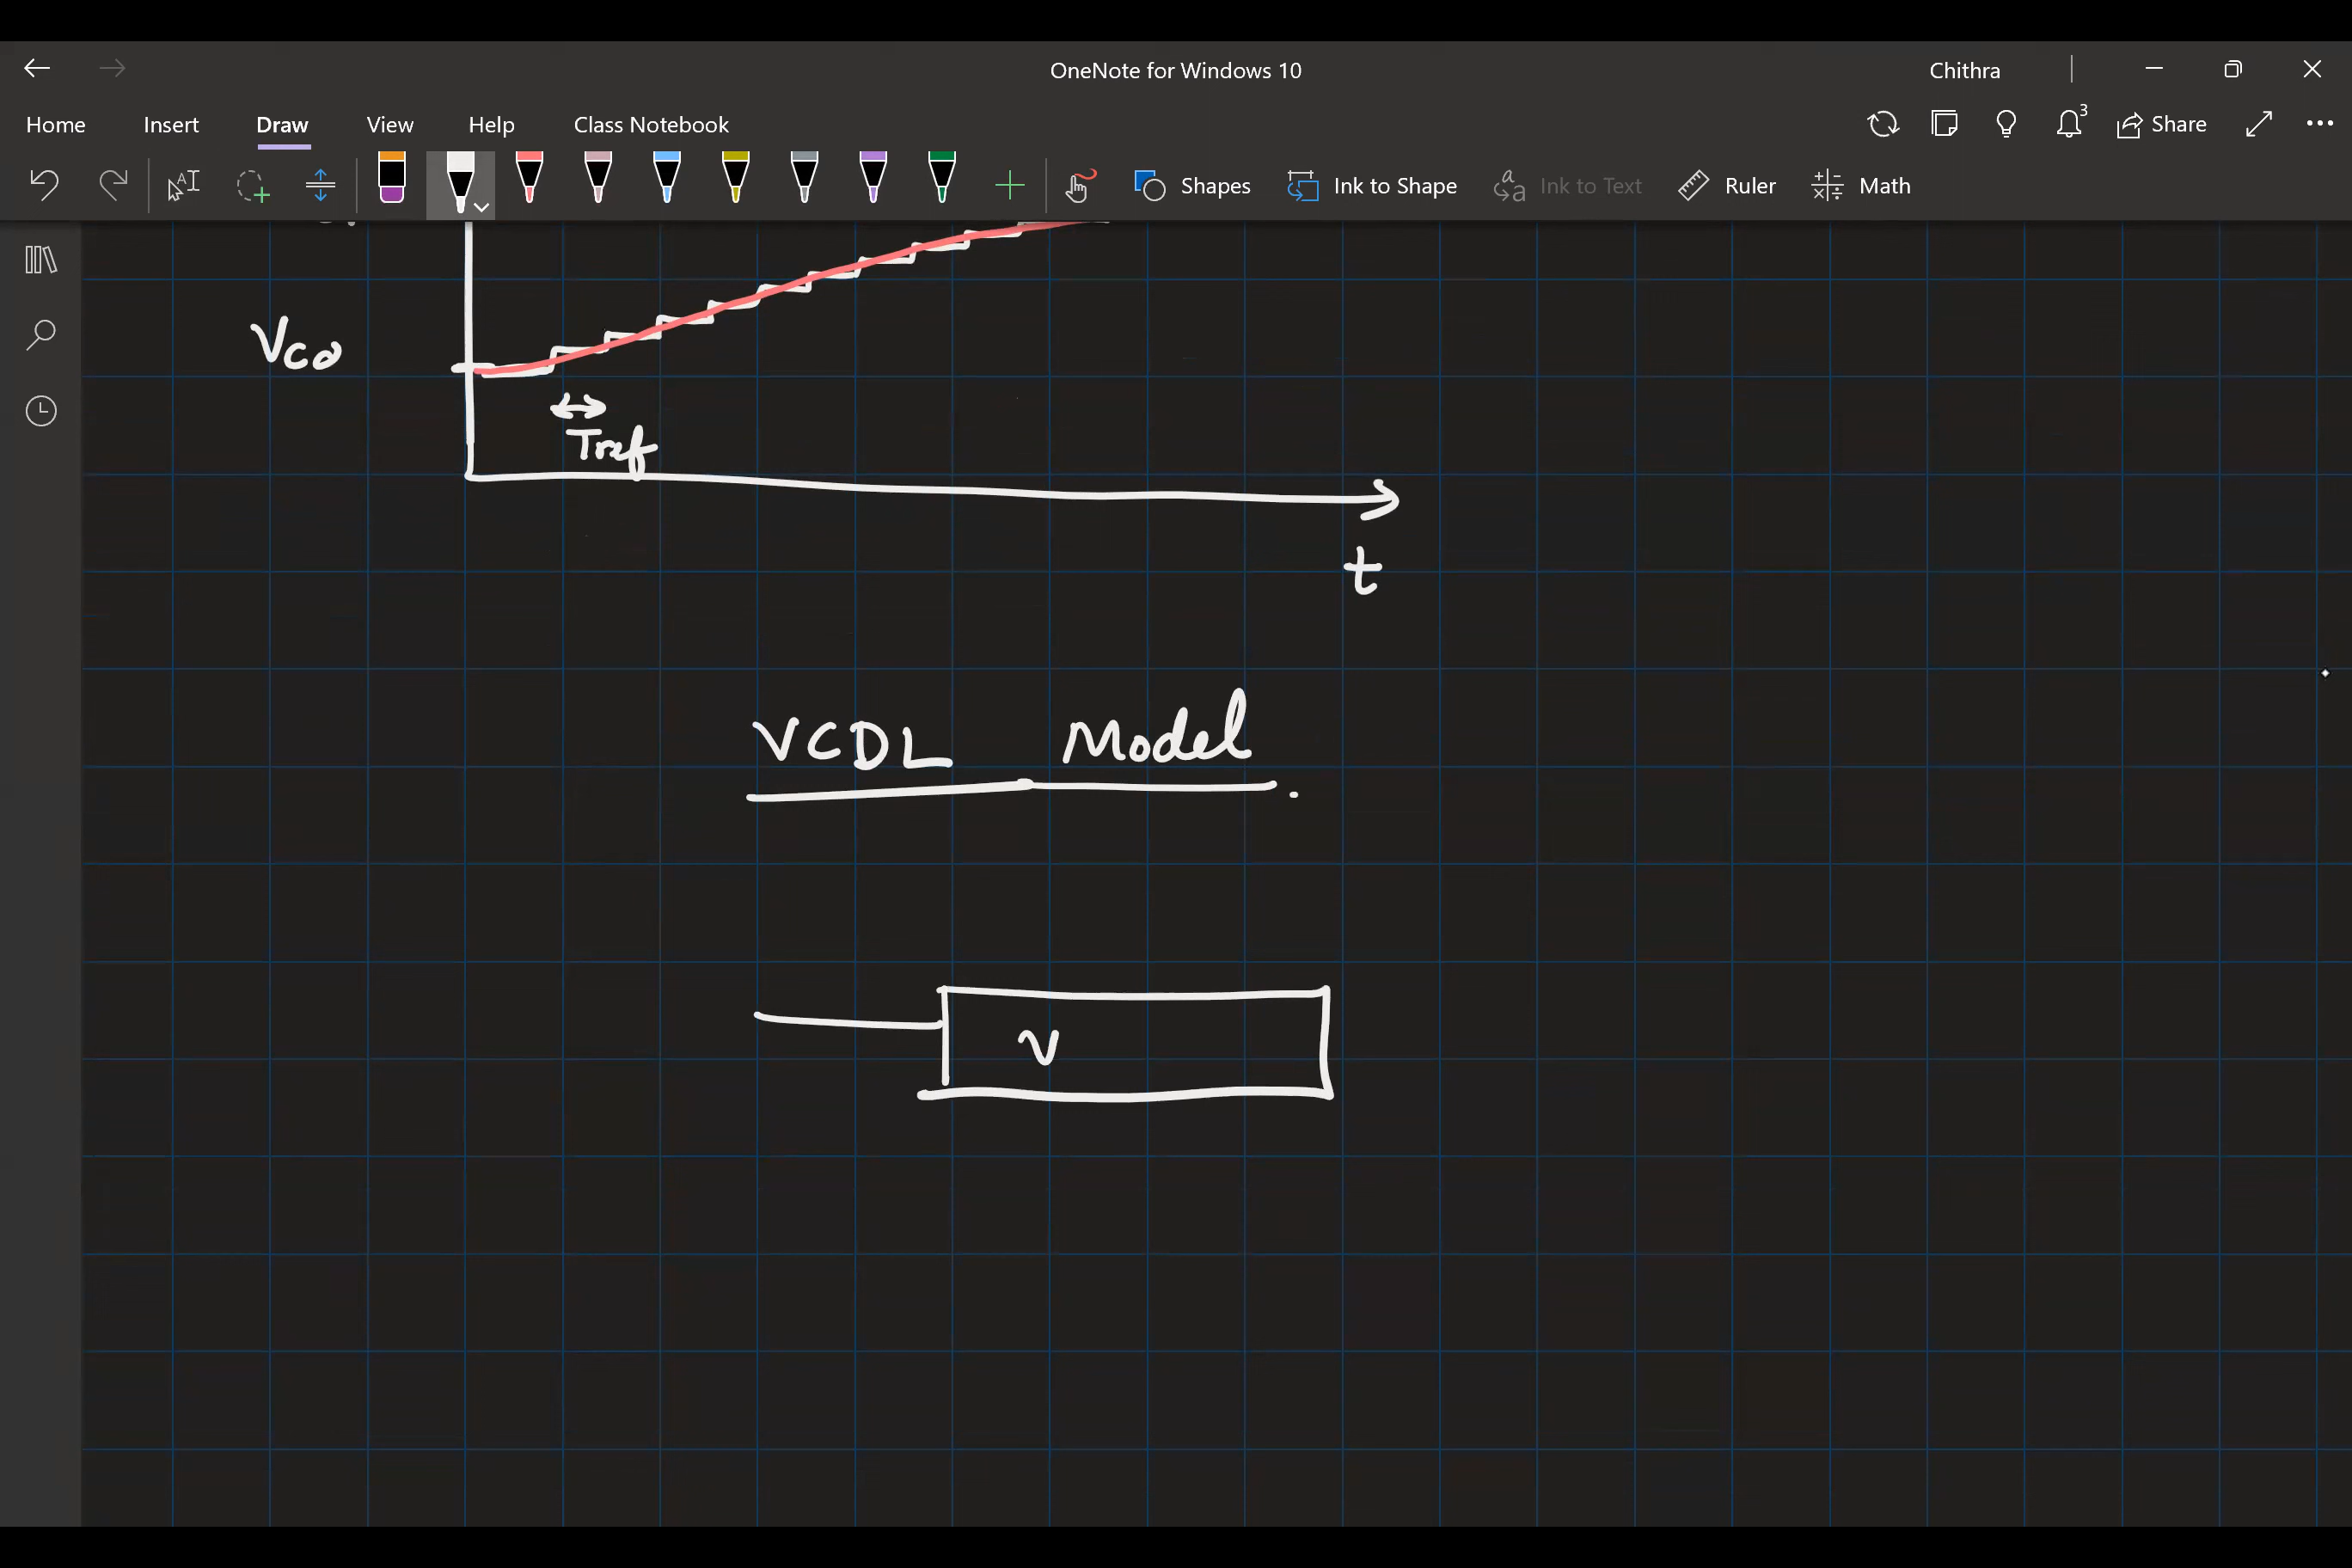 OneNote for Windows 10
Chithra
Home Insert Draw View Help Class Notebook
3
Share
Shapes Ink to Shape Ink to Text Ruler Math
Vco
Tref
t
VCDL Model.
V